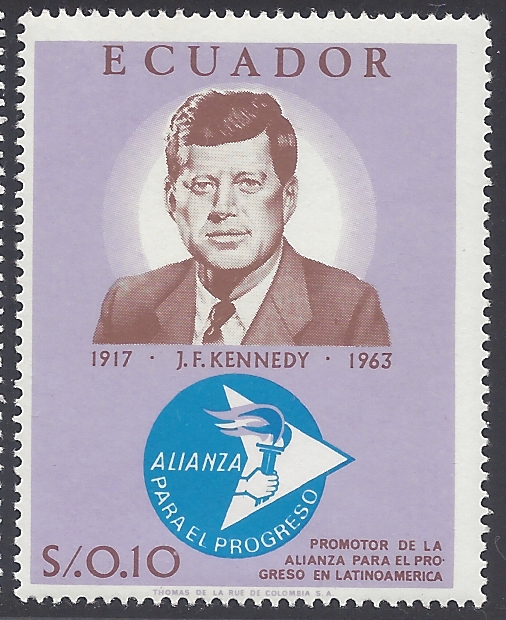 ECUADOR
1917 · J.F. KENNEDY · 1963
ALIANZA
PARA EL PROGRESO
S/.0.10
PROMOTOR DE LA
ALIANZA PARA EL PRO-
GRESO EN LATINOAMERICA
THOMAS DE LA RUE DE COLOMBIA S.A.